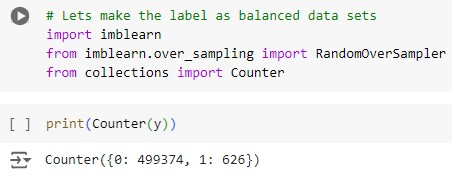 # Lets make the label as balanced data sets
import imblearn
from imblearn.over_sampling import RandomOverSampler
from collections import Counter
[ ] print(Counter(y))
Counter({0: 499374, 1: 626})